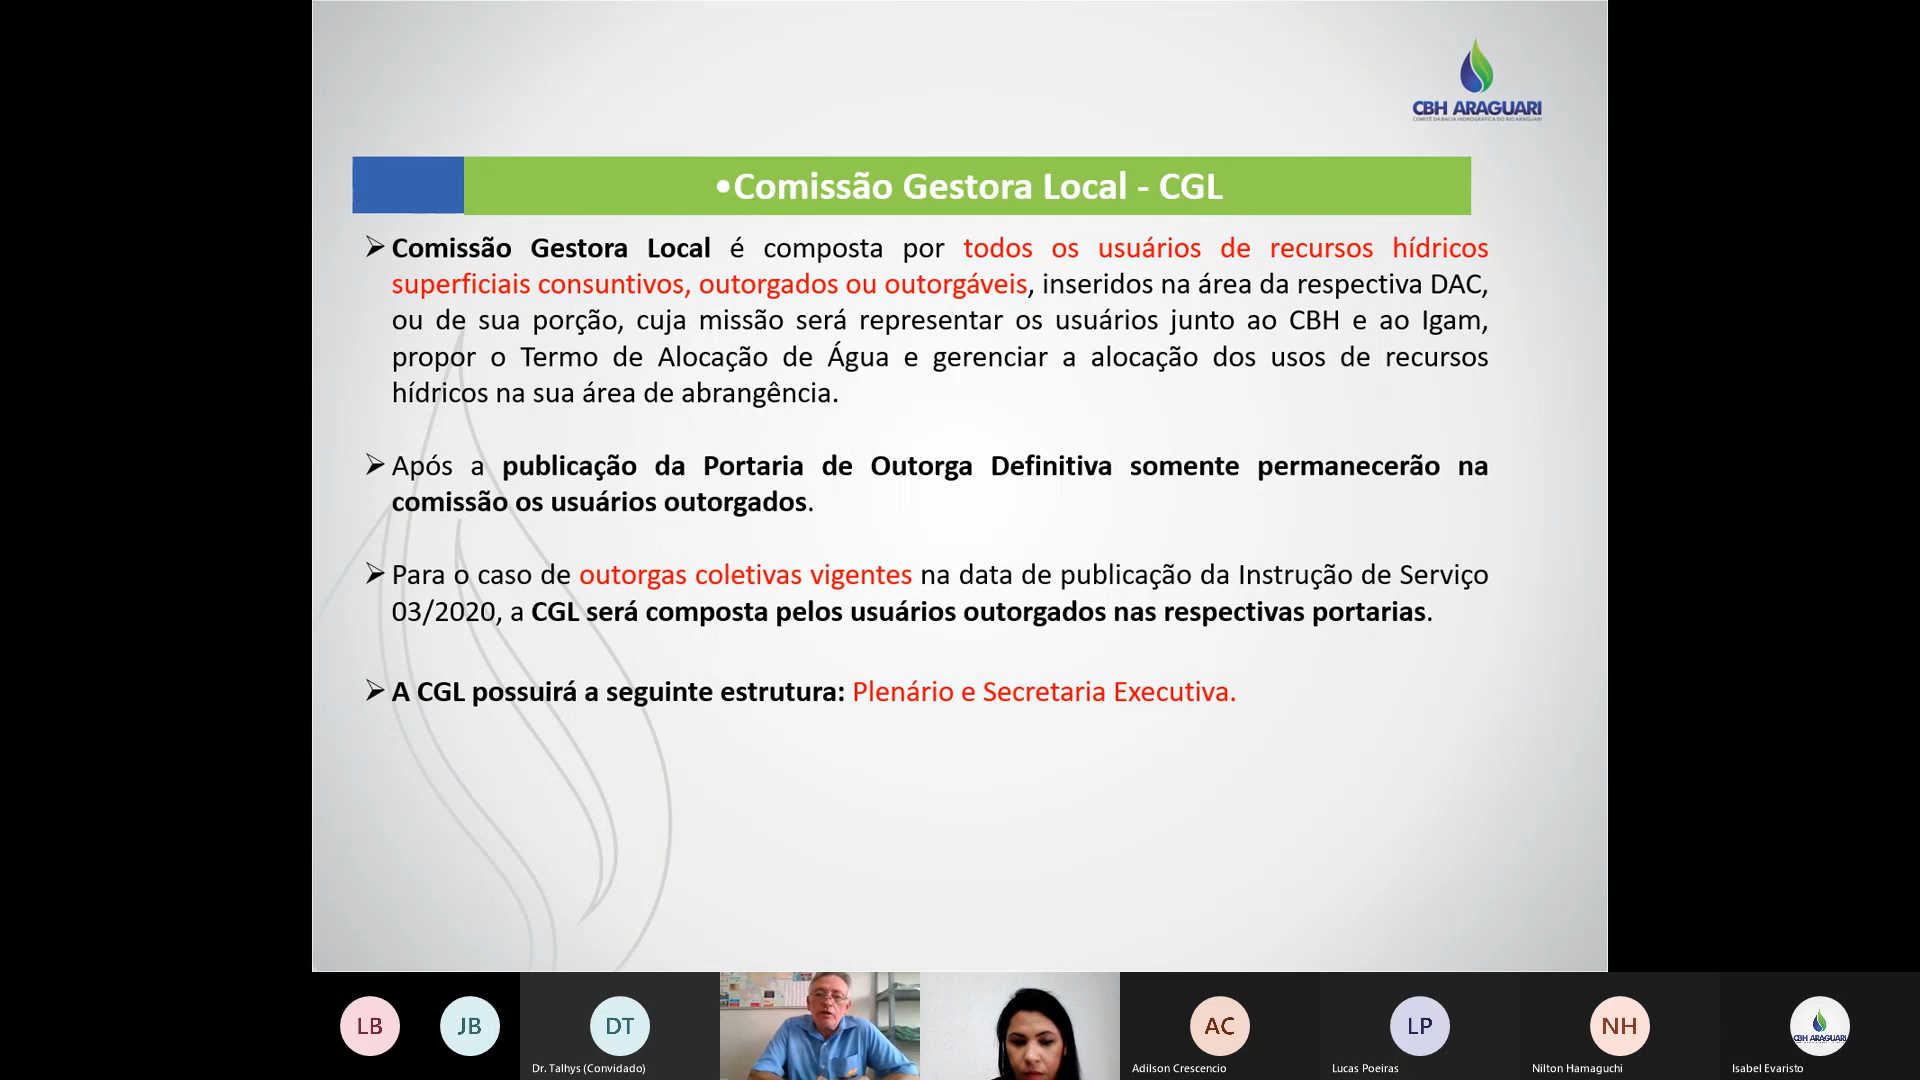 CBH ARAGUARI
COMITÊ DA BACIA HIDROGRÁFICA DO RIO ARAGUARI
•Comissão Gestora Local - CGL
➢ Comissão Gestora Local é composta por todos os usuários de recursos hídricos
superficiais consuntivos, outorgados ou outorgáveis, inseridos na área da respectiva DAC,
ou de sua porção, cuja missão será representar os usuários junto ao CBH e ao Igam,
propor o Termo de Alocação de Água e gerenciar a alocação dos usos de recursos
hídricos na sua área de abrangência.
➢ Após a publicação da Portaria de Outorga Definitiva somente permanecerão na
comissão os usuários outorgados.
➢ Para o caso de outorgas coletivas vigentes na data de publicação da Instrução de Serviço
03/2020, a CGL será composta pelos usuários outorgados nas respectivas portarias.
➢ A CGL possuirá a seguinte estrutura: Plenário e Secretaria Executiva.
LB
JB
DT
AC
LP
NH
CBH ARAGUARI
Dr. Talhys (Convidado)
Adilson Crescencio
Lucas Poeiras
Nilton Hamaguchi
Isabel Evaristo